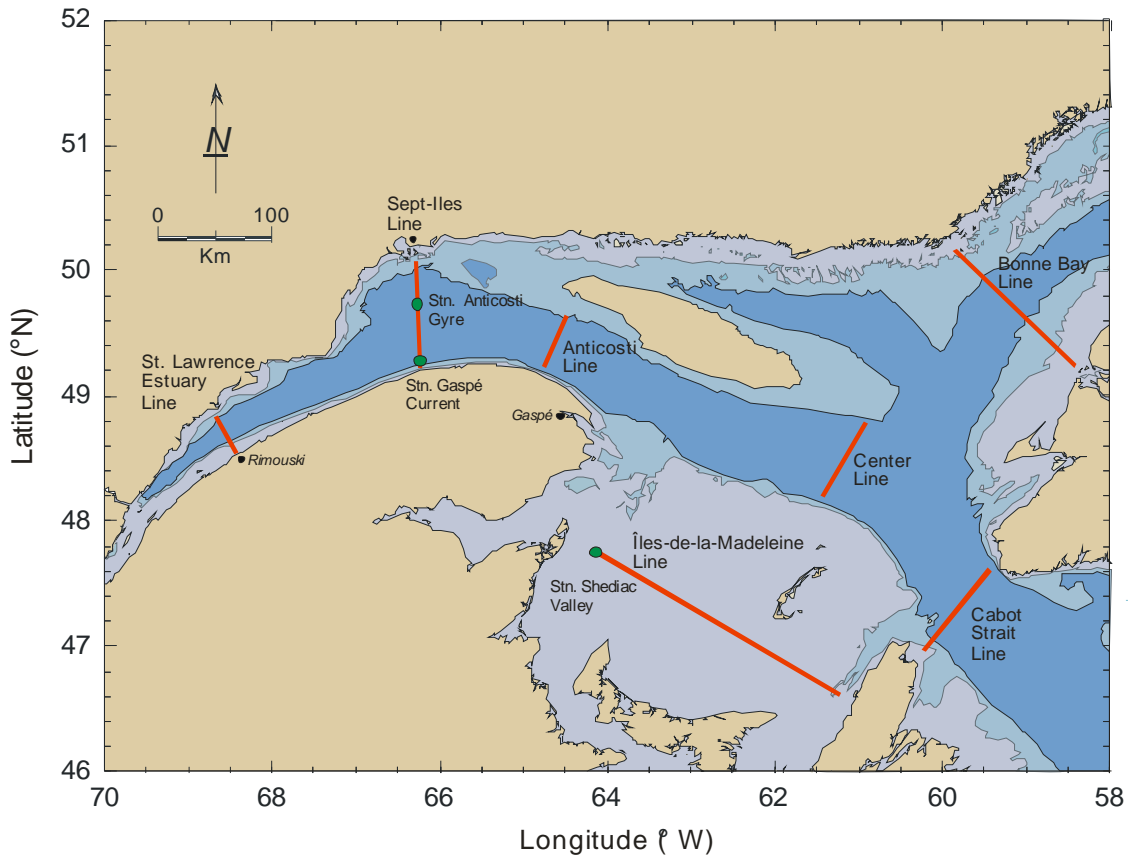 52
51
50
49
48
47
46
Latitude (°N)
N
0 100
Km
Sept-Iles
Line
Stn. Anticosti
Gyre
Bonne Bay
Line
St. Lawrence
Estuary
Line
Anticosti
Line
Stn. Gaspé
Current
Gaspé
Rimouski
Center
Line
Îles-de-la-Madeleine
Line
Stn. Shediac
Valley
Cabot
Strait
Line
70 68 66 64 62 60 58
Longitude (° W)